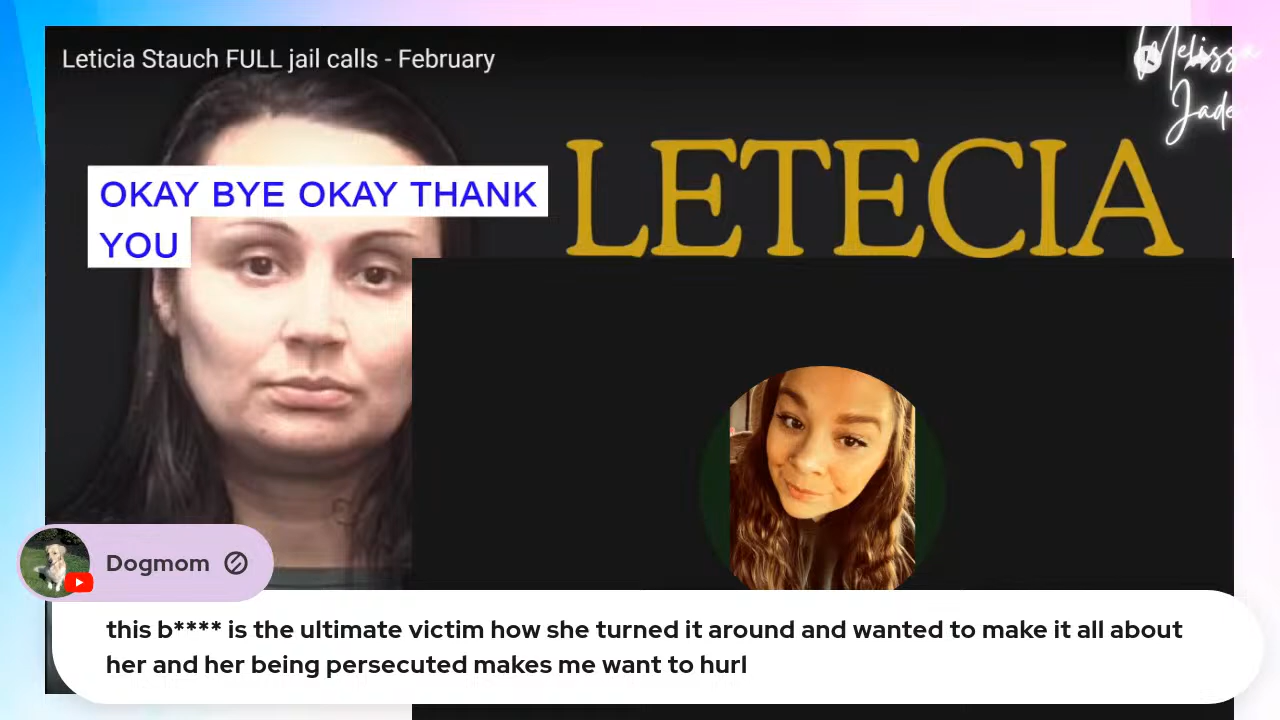 Leticia Stauch FULL jail calls - February
Melissa
Jade
OKAY BYE OKAY THANK
YOU
LETECIA
Dogmom
this b**** is the ultimate victim how she turned it around and wanted to make it all about
her and her being persecuted makes me want to hurl